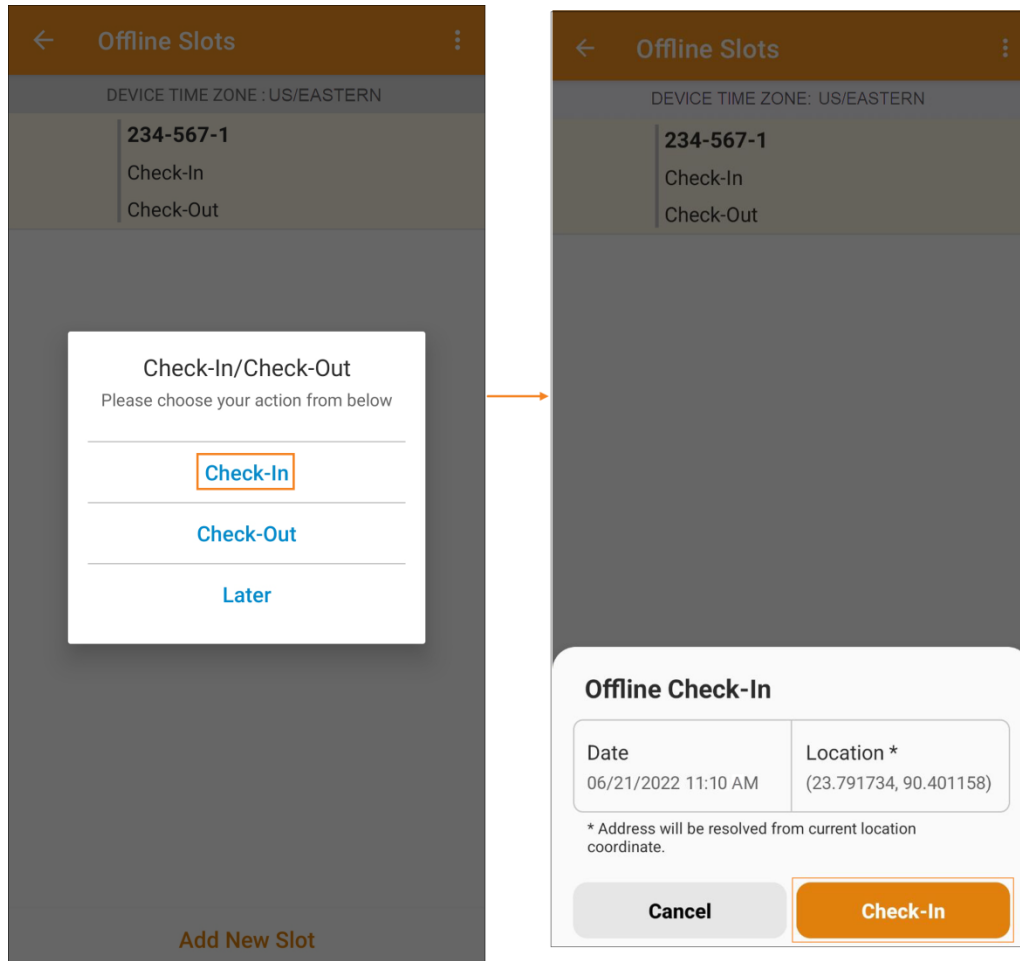 Offline Slots
DEVICE TIME ZONE : US/EASTERN
234-567-1
Check-In
Check-Out
Check-In/Check-Out
Please choose your action from below
Check-In
Check-Out
Later
Add New Slot
Offline Slots
DEVICE TIME ZONE: US/EASTERN
234-567-1
Check-In
Check-Out
Offline Check-In
Date
06/21/2022 11:10 AM
Location *
(23.791734, 90.401158)
* Address will be resolved from current location
coordinate.
Cancel
Check-In